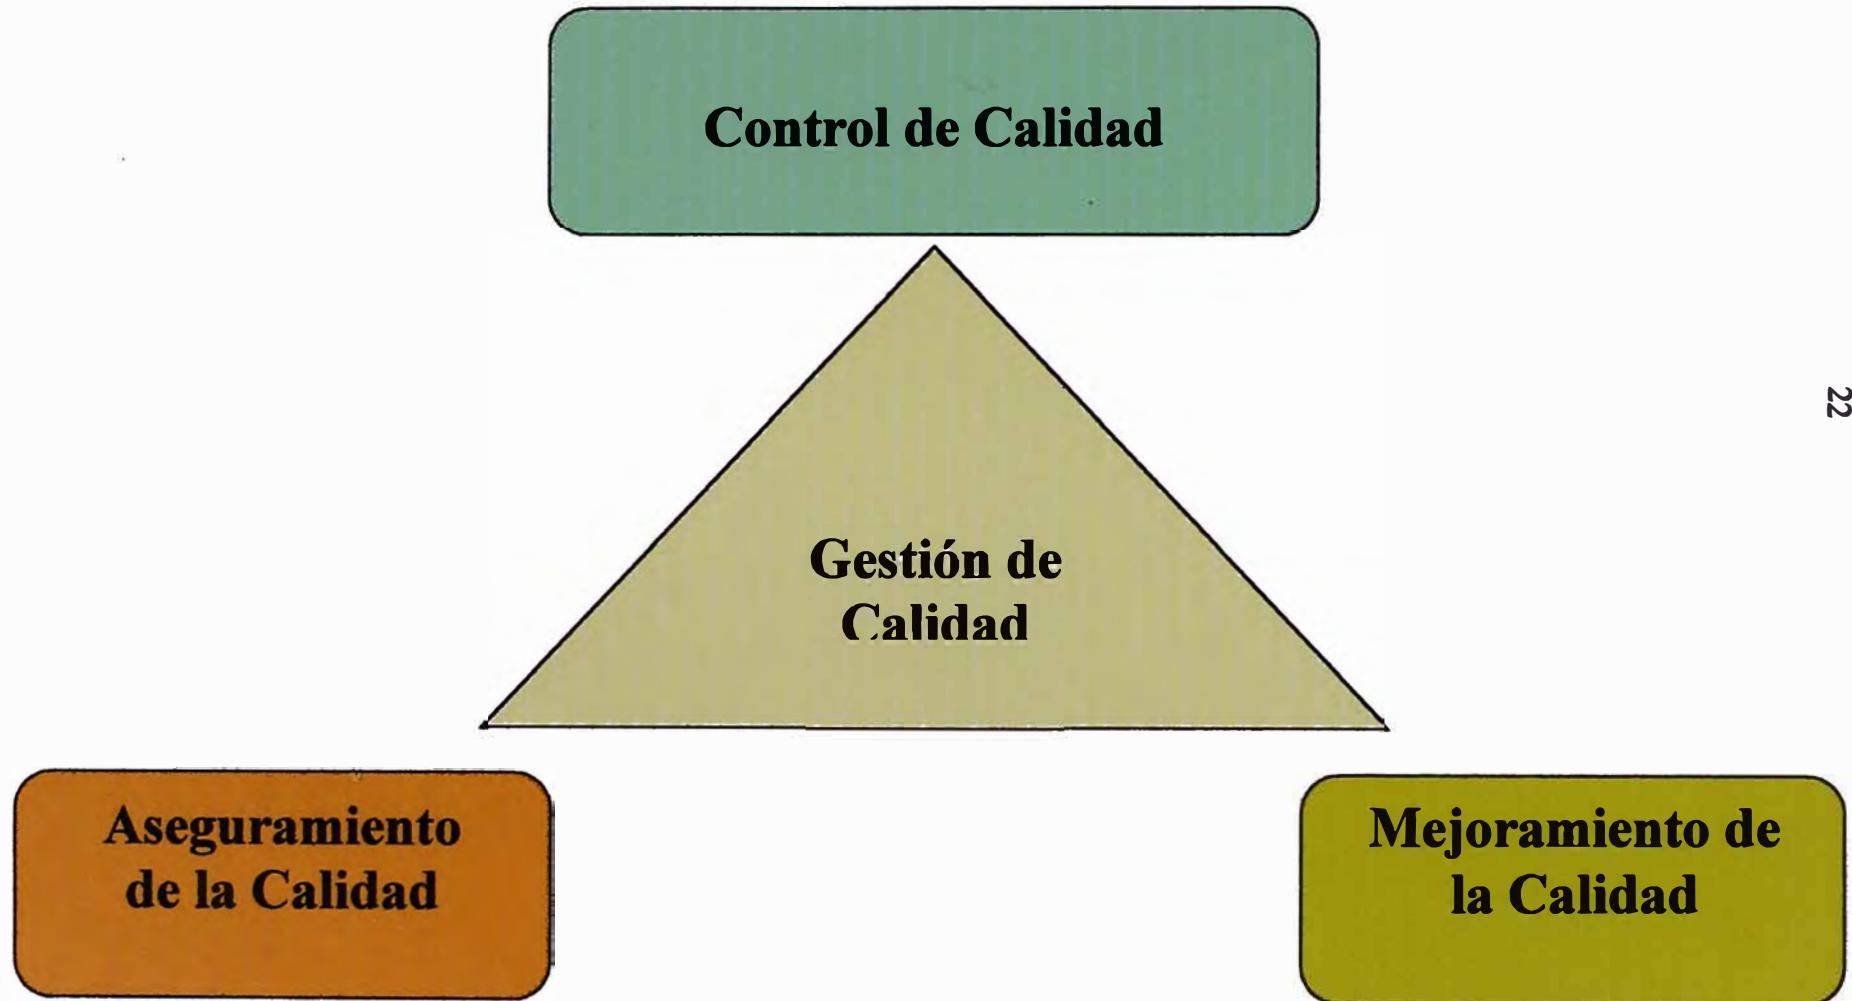 Control de Calidad
22
Gestión de
Calidad
Aseguramiento
de la Calidad
Mejoramiento de
la Calidad